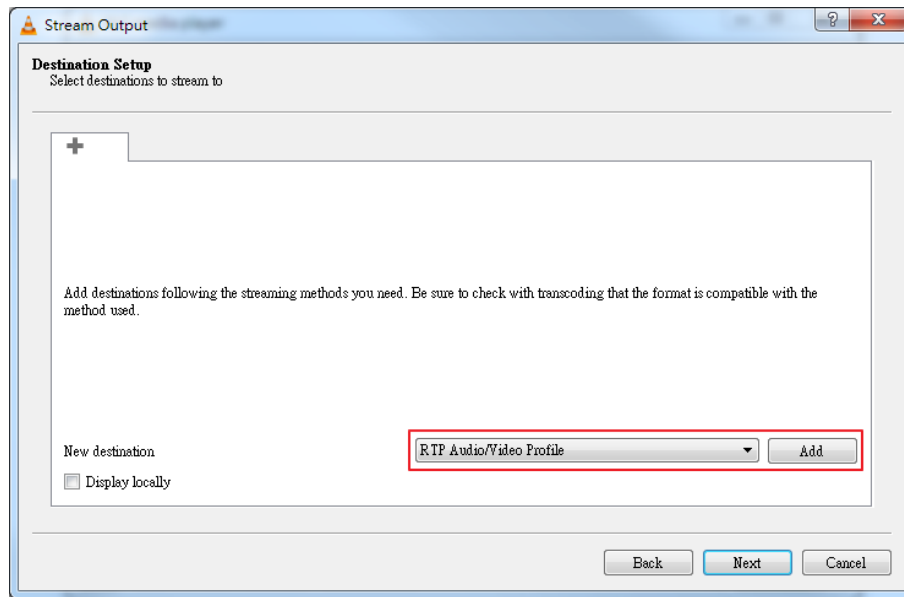 Stream Output
Destination Setup
Select destinations to stream to
Add destinations following the streaming methods you need. Be sure to check with transcoding that the format is compatible with the
method used.
New destination
RTP Audio/Video Profile
Add
Display locally
Back
Next
Cancel